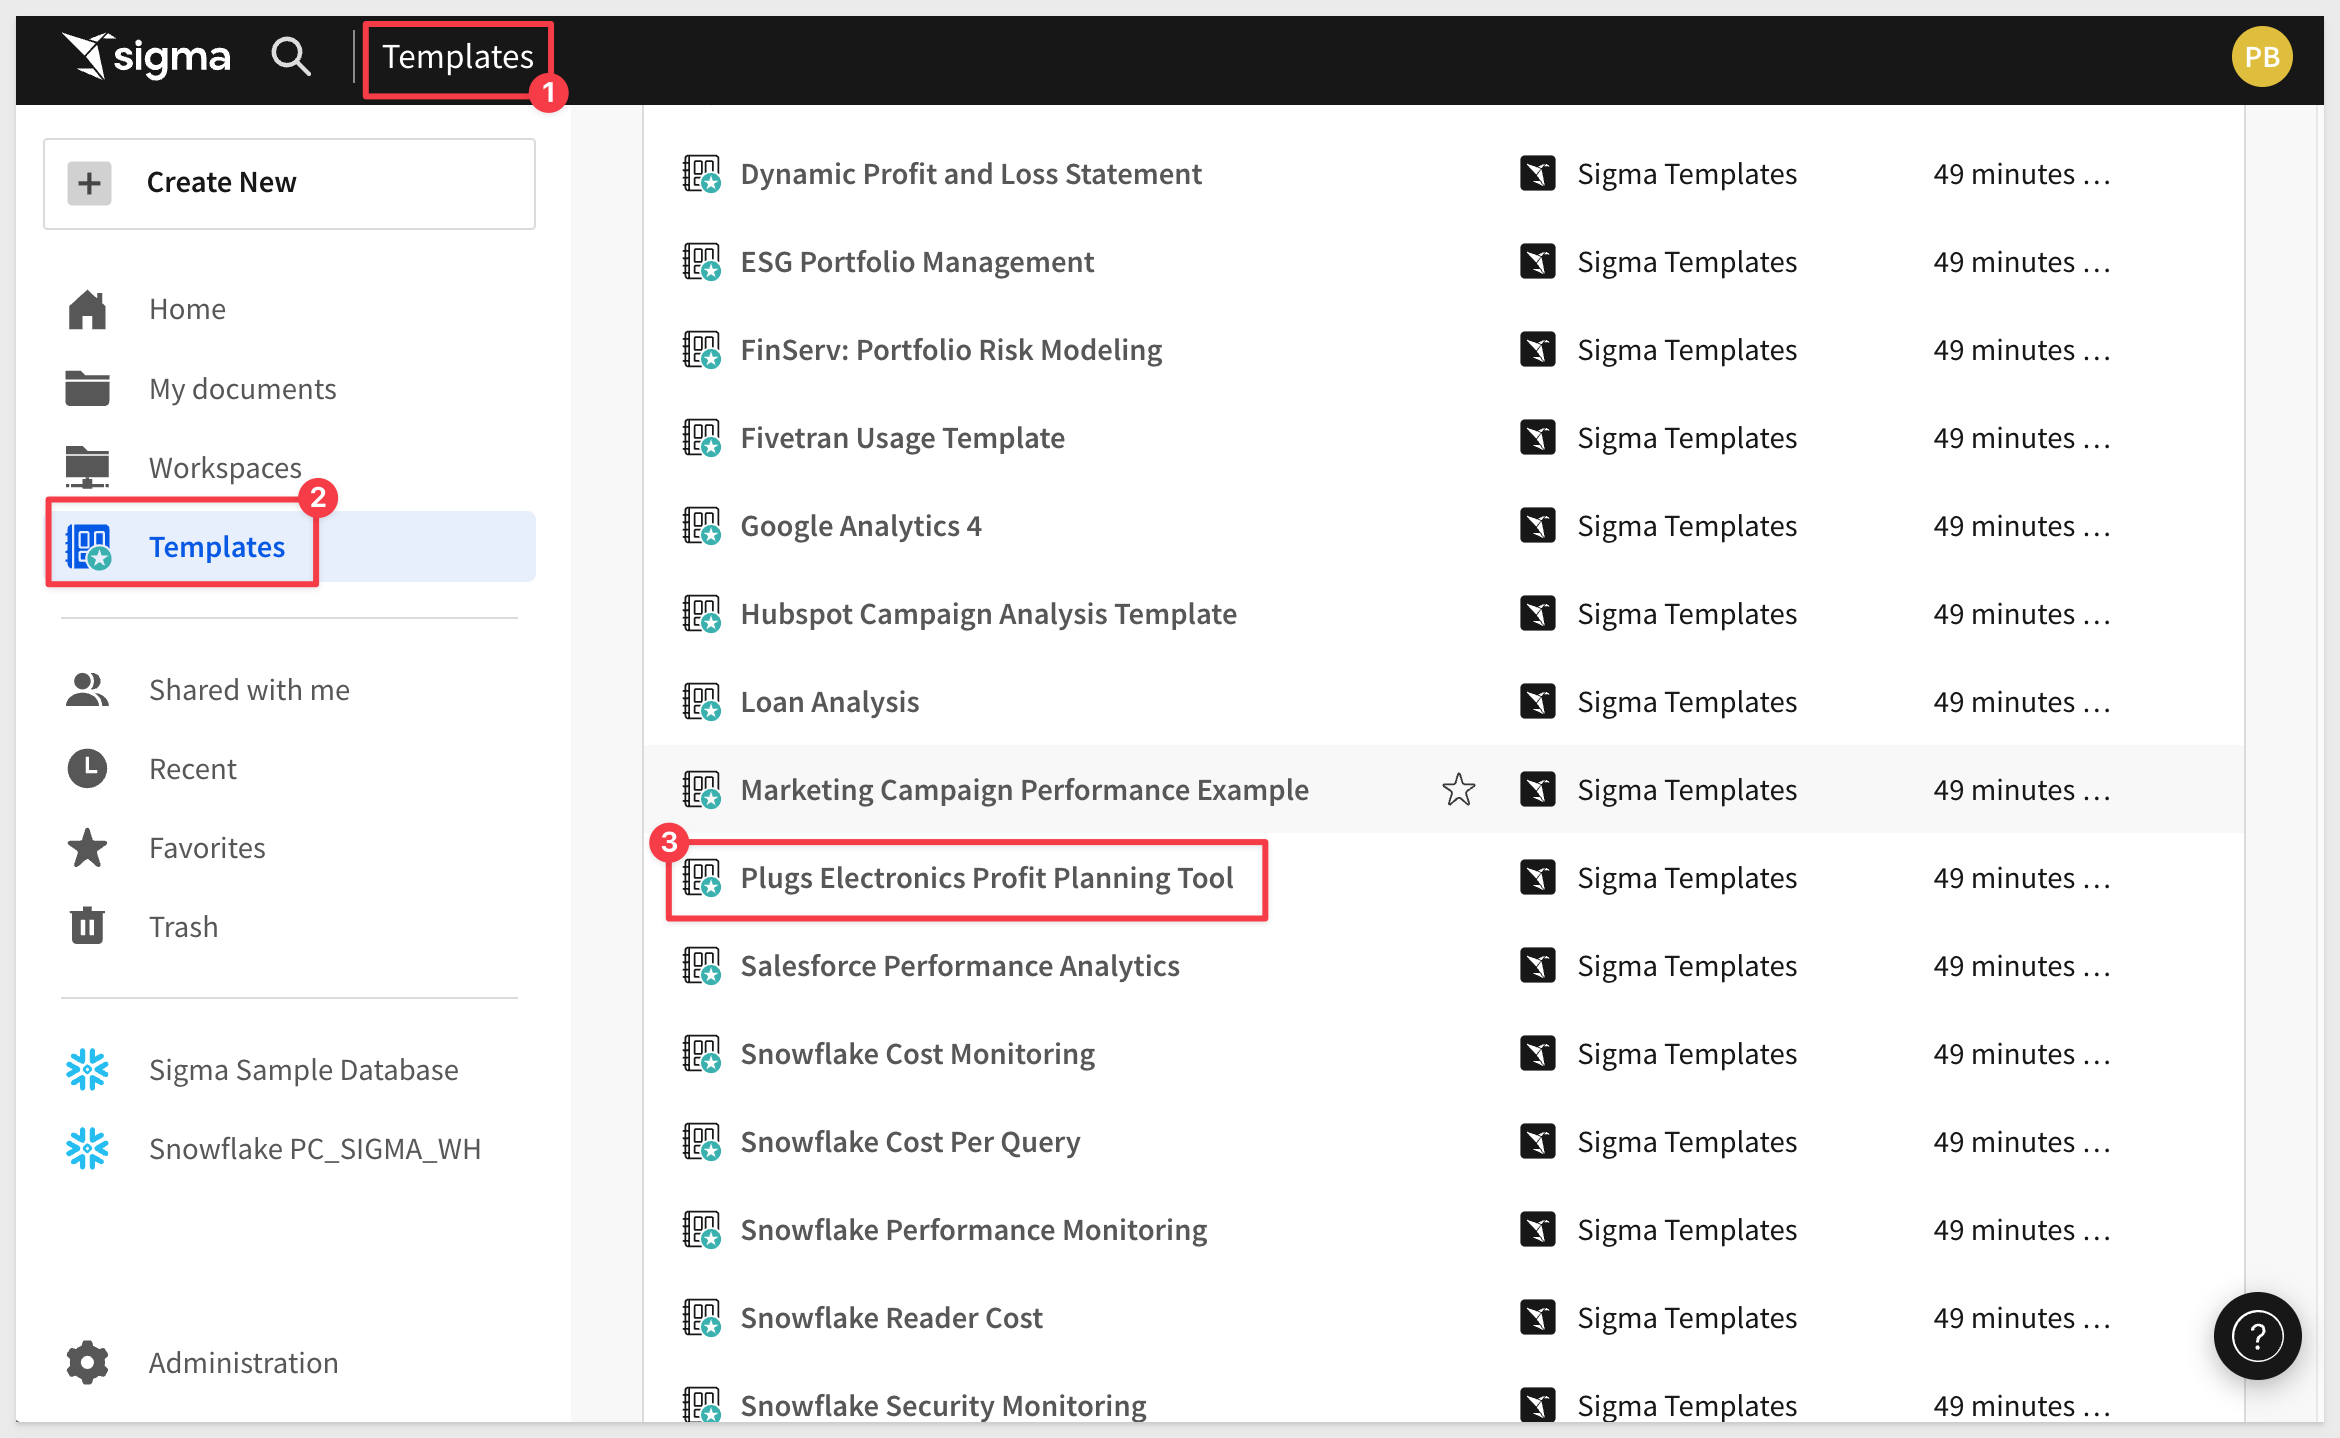 sigma
Templates
1
PB
Create New
Home
My documents
Workspaces
2
Templates
Shared with me
Recent
Favorites
Trash
Sigma Sample Database
Snowflake PC_SIGMA_WH
Administration
Dynamic Profit and Loss Statement Sigma Templates 49 minutes …
ESG Portfolio Management Sigma Templates 49 minutes …
FinServ: Portfolio Risk Modeling Sigma Templates 49 minutes …
Fivetran Usage Template Sigma Templates 49 minutes …
Google Analytics 4 Sigma Templates 49 minutes …
Hubspot Campaign Analysis Template Sigma Templates 49 minutes …
Loan Analysis Sigma Templates 49 minutes …
Marketing Campaign Performance Example Sigma Templates 49 minutes …
3
Plugs Electronics Profit Planning Tool Sigma Templates 49 minutes …
Salesforce Performance Analytics Sigma Templates 49 minutes …
Snowflake Cost Monitoring Sigma Templates 49 minutes …
Snowflake Cost Per Query Sigma Templates 49 minutes …
Snowflake Performance Monitoring Sigma Templates 49 minutes …
Snowflake Reader Cost Sigma Templates 49 minutes …
Snowflake Security Monitoring Sigma Templates 49 minutes …
?